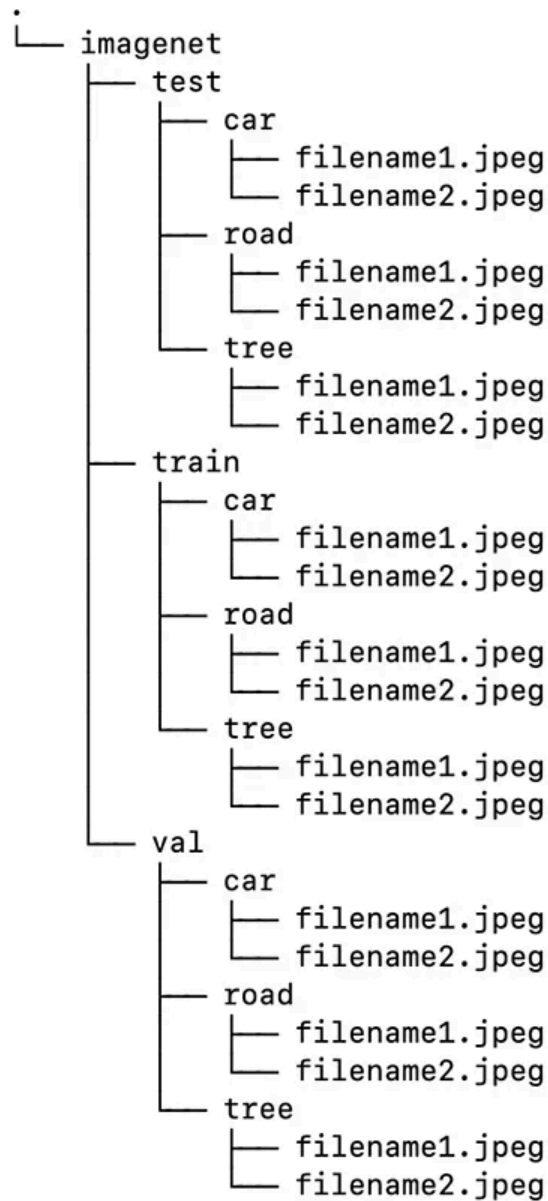 .
└── imagenet
    ├── test
    │   ├── car
    │   │   ├── filename1.jpeg
    │   │   └── filename2.jpeg
    │   ├── road
    │   │   ├── filename1.jpeg
    │   │   └── filename2.jpeg
    │   └── tree
    │       ├── filename1.jpeg
    │       └── filename2.jpeg
    ├── train
    │   ├── car
    │   │   ├── filename1.jpeg
    │   │   └── filename2.jpeg
    │   ├── road
    │   │   ├── filename1.jpeg
    │   │   └── filename2.jpeg
    │   └── tree
    │       ├── filename1.jpeg
    │       └── filename2.jpeg
    └── val
        ├── car
        │   ├── filename1.jpeg
        │   └── filename2.jpeg
        ├── road
        │   ├── filename1.jpeg
        │   └── filename2.jpeg
        └── tree
            ├── filename1.jpeg
            └── filename2.jpeg